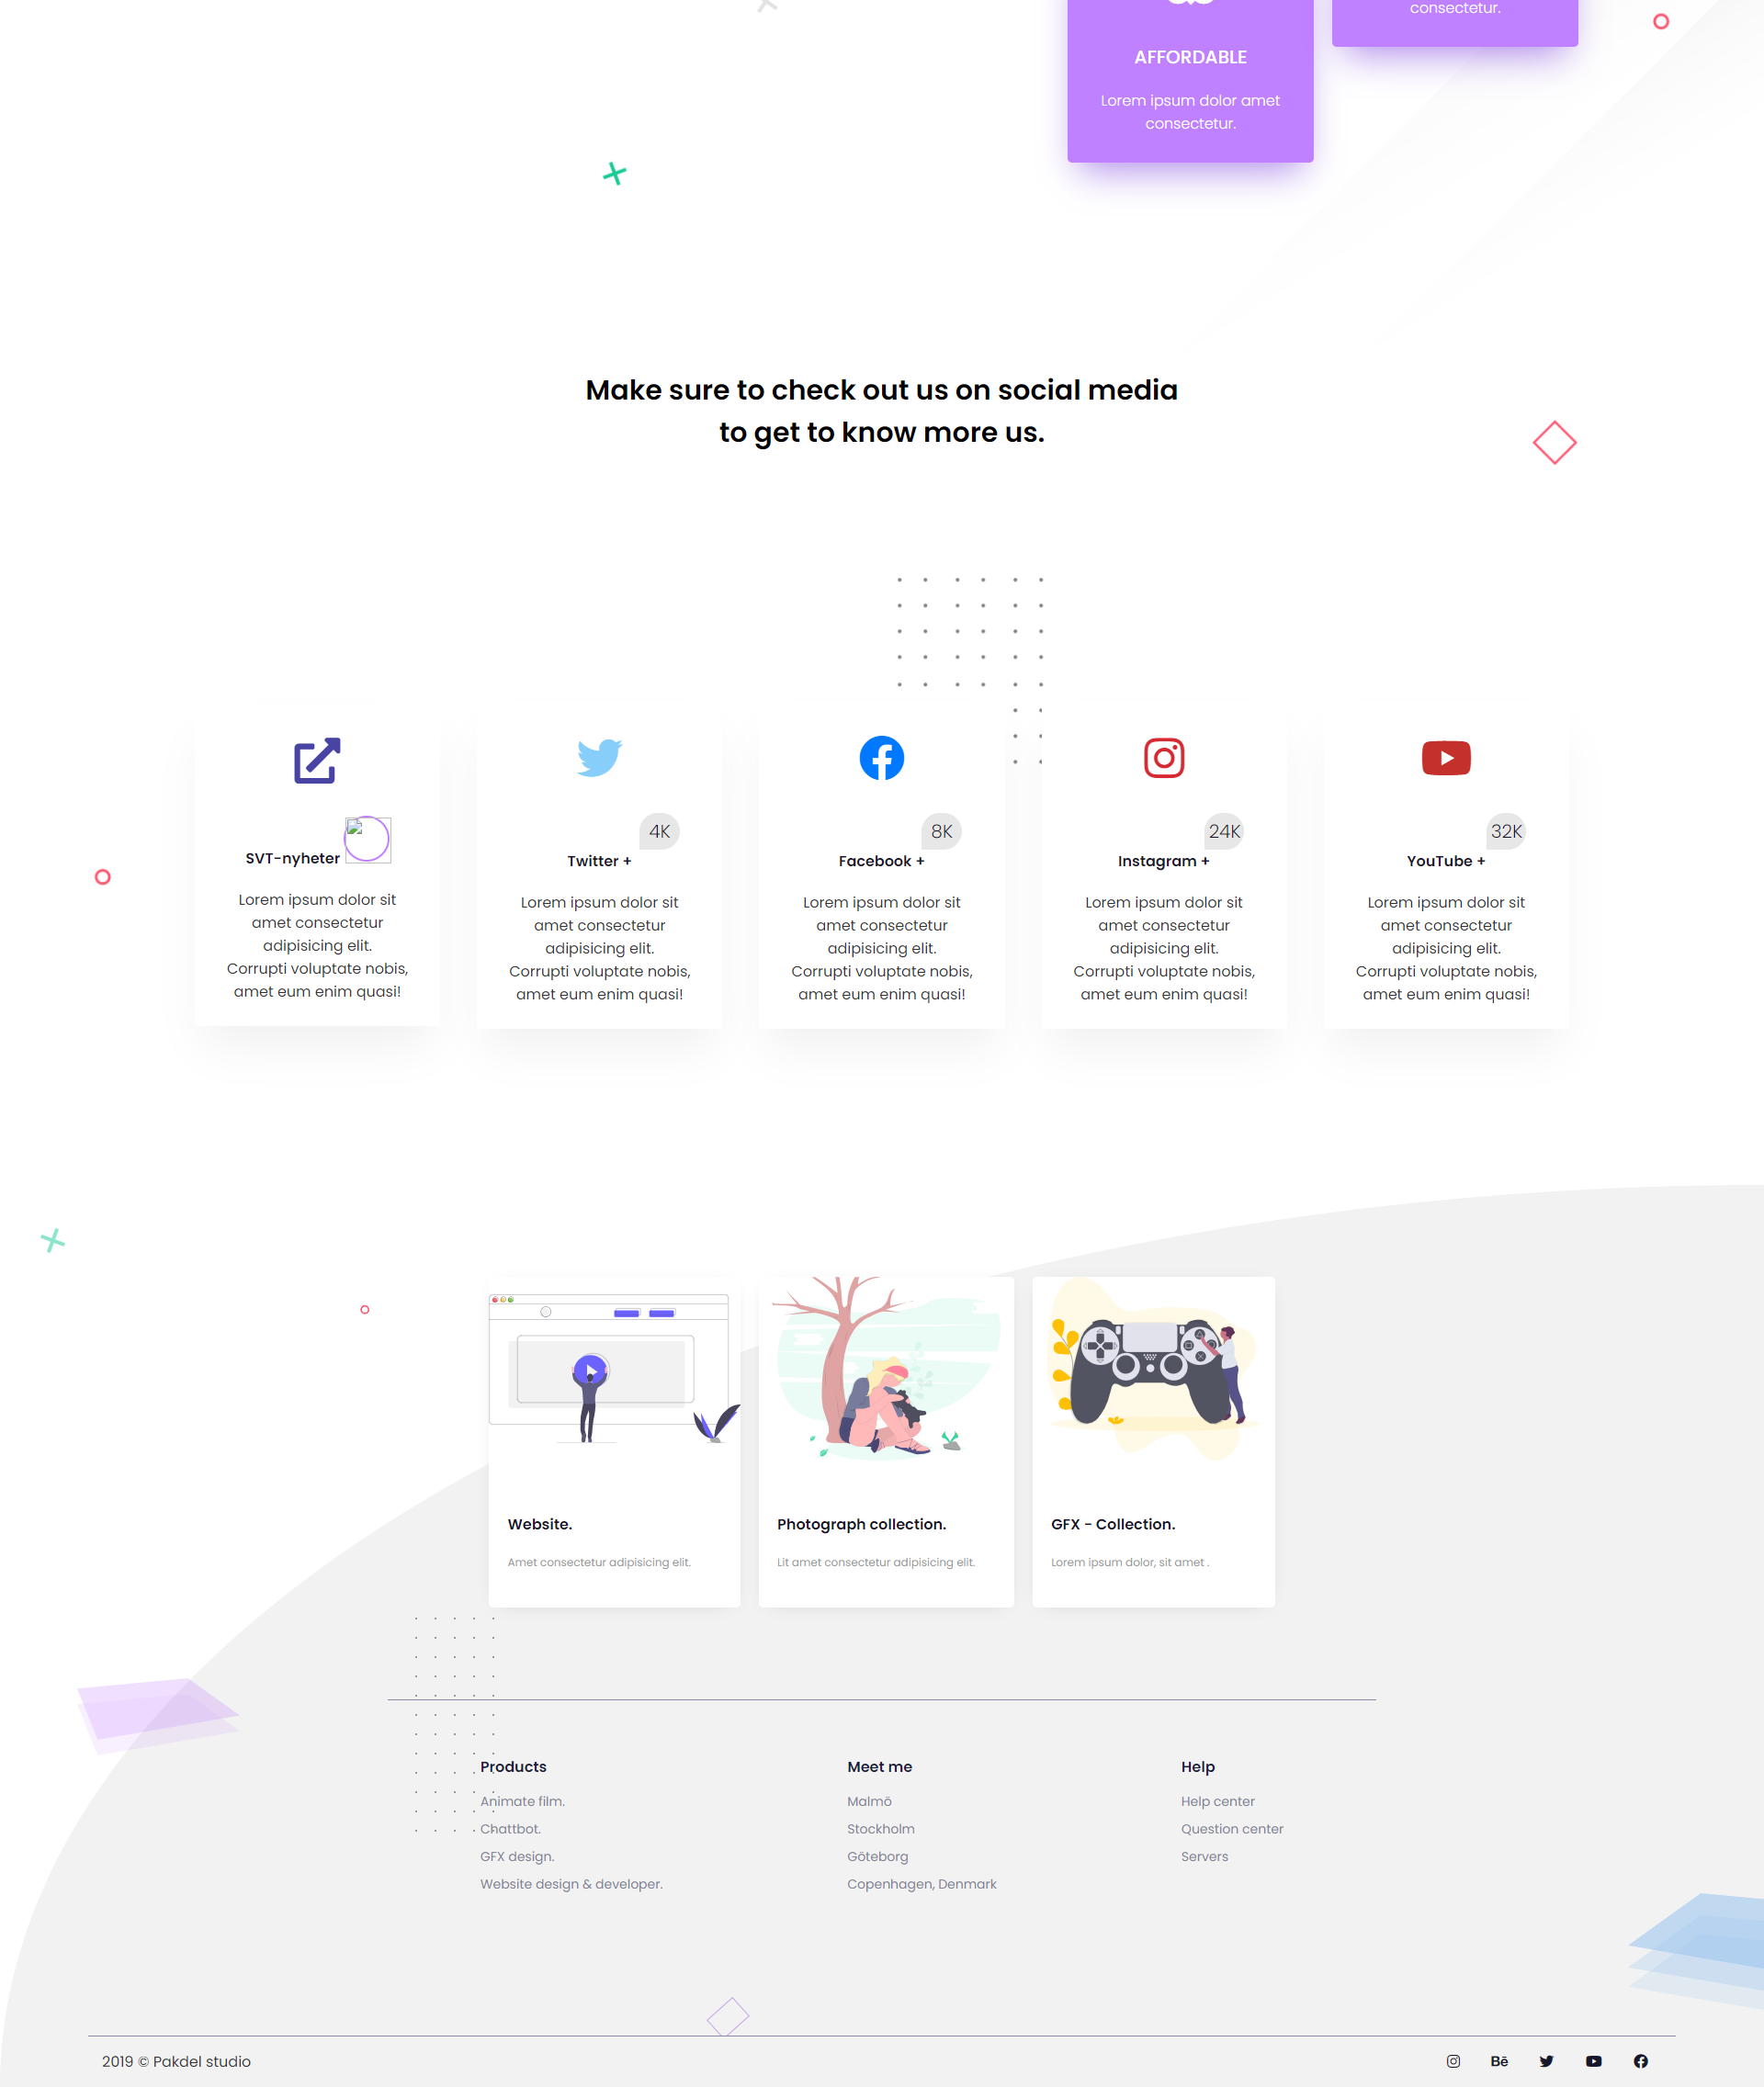 consectetur.
AFFORDABLE
Lorem ipsum dolor amet
consectetur.
Make sure to check out us on social media
to get to know more us.
SVT-nyheter
Lorem ipsum dolor sit
amet consectetur
adipisicing elit.
Corrupti voluptate nobis,
amet eum enim quasi!
4K
Twitter +
Lorem ipsum dolor sit
amet consectetur
adipisicing elit.
Corrupti voluptate nobis,
amet eum enim quasi!
8K
Facebook +
Lorem ipsum dolor sit
amet consectetur
adipisicing elit.
Corrupti voluptate nobis,
amet eum enim quasi!
24K
Instagram +
Lorem ipsum dolor sit
amet consectetur
adipisicing elit.
Corrupti voluptate nobis,
amet eum enim quasi!
32K
YouTube +
Lorem ipsum dolor sit
amet consectetur
adipisicing elit.
Corrupti voluptate nobis,
amet eum enim quasi!
Website.
Amet consectetur adipisicing elit.
Photograph collection.
Lit amet consectetur adipisicing elit.
GFX - Collection.
Lorem ipsum dolor, sit amet .
Products
Animate film.
Chattbot.
GFX design.
Website design & developer.
Meet me
Malmö
Stockholm
Göteborg
Copenhagen, Denmark
Help
Help center
Question center
Servers
2019 © Pakdel studio
Bē